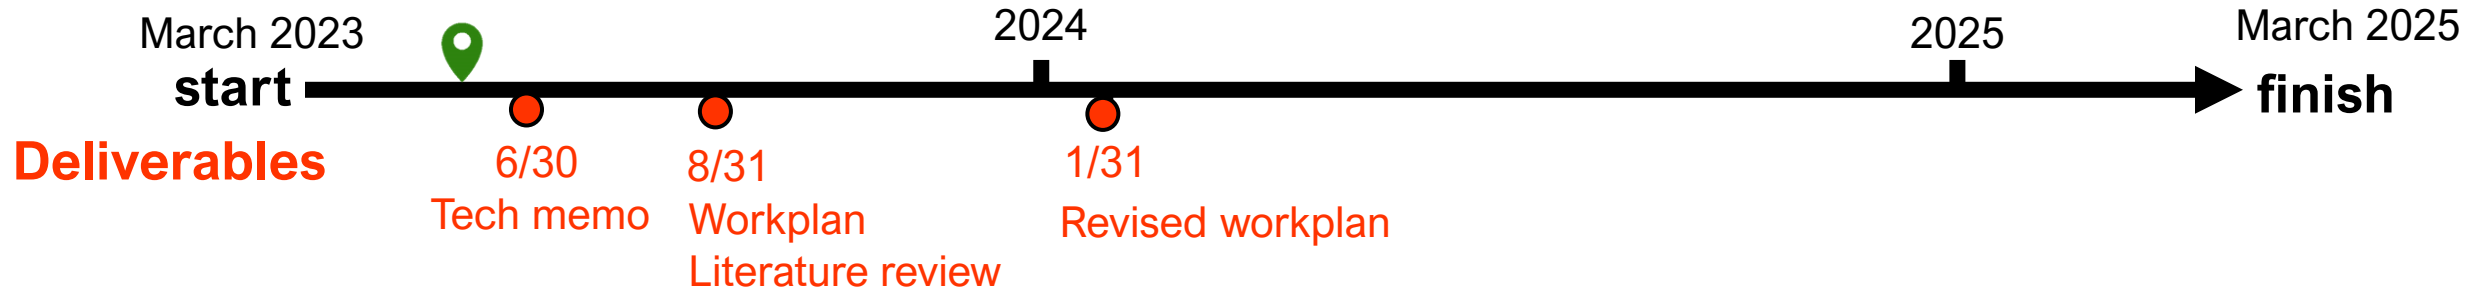 March 2023
2024
2025
March 2025
start
finish
Deliverables
6/30
Tech memo
8/31
Workplan
Literature review
1/31
Revised workplan